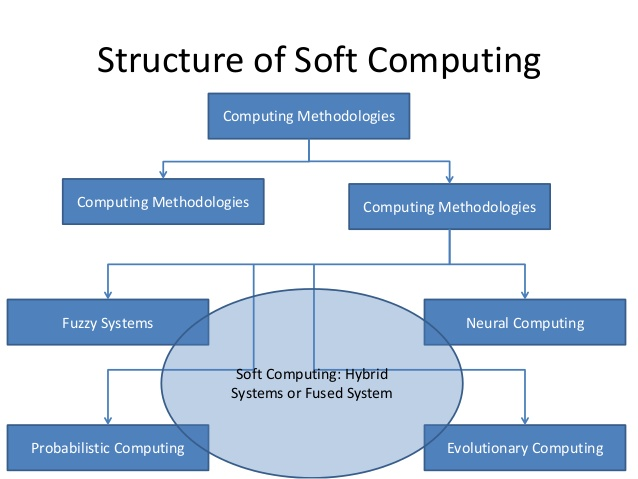 Structure of Soft Computing
Computing Methodologies
Computing Methodologies
Computing Methodologies
Fuzzy Systems
Neural Computing
Soft Computing: Hybrid
Systems or Fused System
Probabilistic Computing
Evolutionary Computing